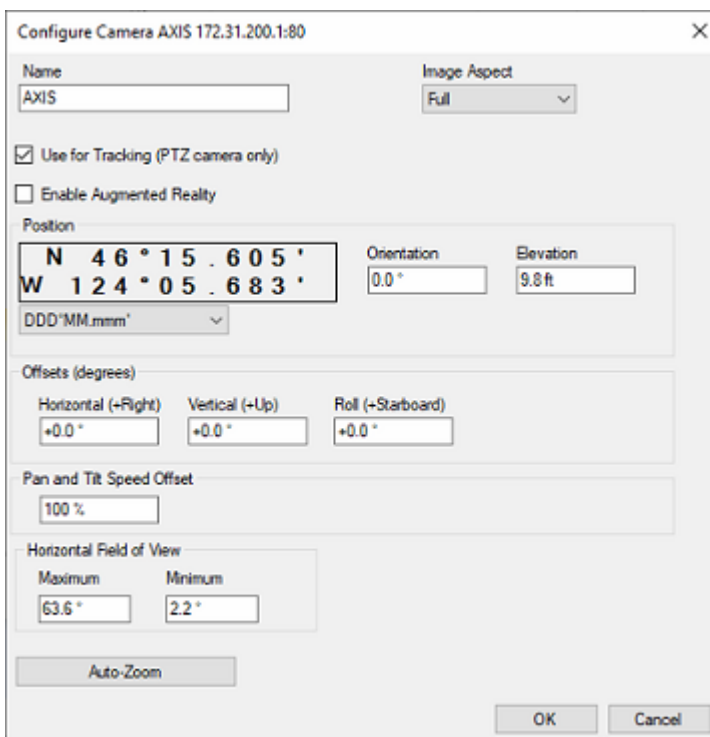 Configure Camera AXIS 172.31.200.1:80
Name
Image Aspect
AXIS
Full
Use for Tracking (PTZ camera only)
Enable Augmented Reality
Position
N 46°15.605'
W 124°05.683'
Orientation
Elevation
0.0 °
9.8 ft
DDD°MM.mmm'
Offsets (degrees)
Horizontal (+Right)
Vertical (+Up)
Roll (+Starboard)
+0.0 °
+0.0 °
+0.0 °
Pan and Tilt Speed Offset
100 %
Horizontal Field of View
Maximum
Minimum
63.6 °
2.2 °
Auto-Zoom
OK
Cancel